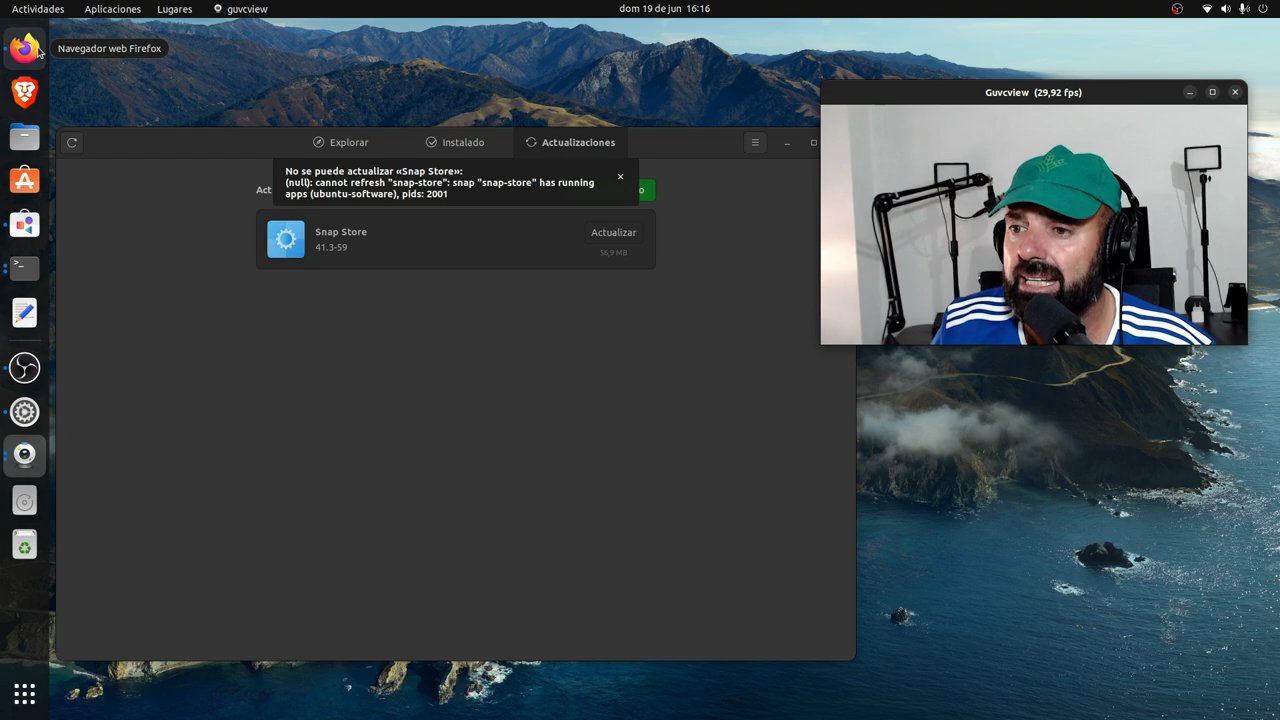 Actividades Aplicaciones Lugares guvcview dom 19 de jun 16:16
Navegador web Firefox
Guvcview (29,92 fps)
Explorar Instalado Actualizaciones
No se puede actualizar «Snap Store»:
(null): cannot refresh "snap-store": snap "snap-store" has running
apps (ubuntu-software), pids: 2001
Act
o
Snap Store
41.3-59
Actualizar
56,9 MB